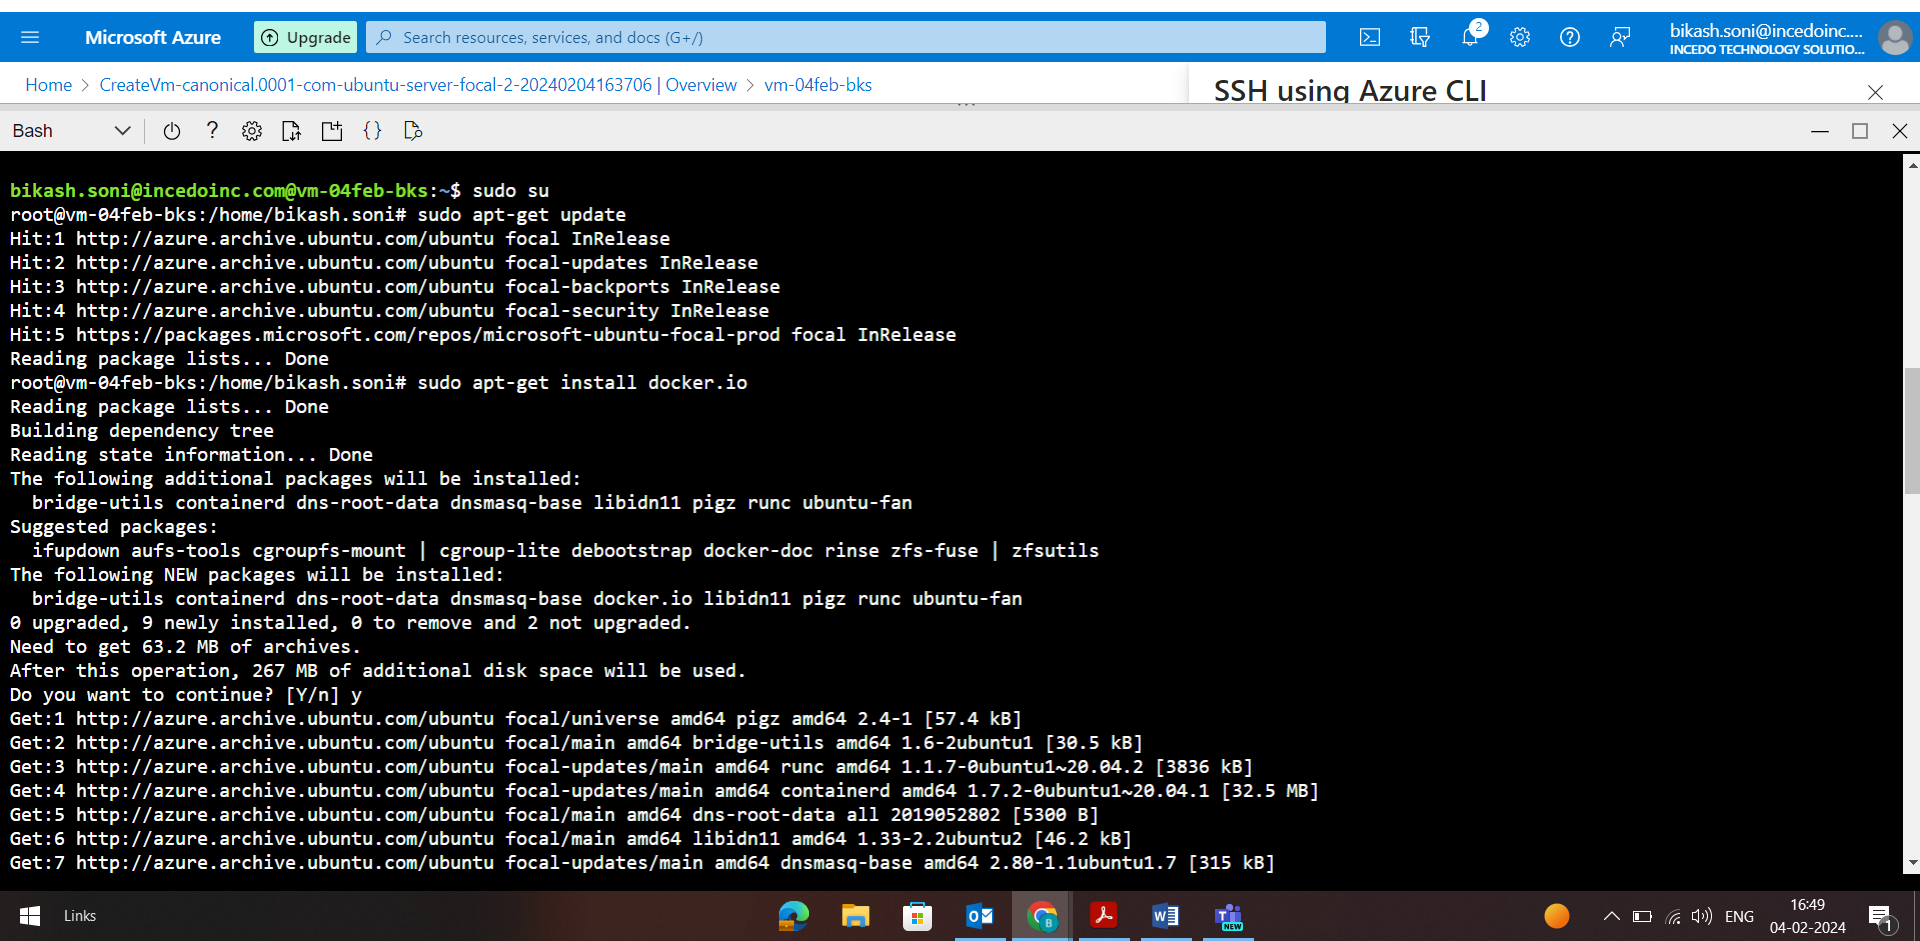 Microsoft Azure
Upgrade
Search resources, services, and docs (G+/)
2
bikash.soni@incedoinc....
INCEDO TECHNOLOGY SOLUTIO...
Home > CreateVm-canonical.0001-com-ubuntu-server-focal-2-20240204163706 | Overview > vm-04feb-bks
SSH using Azure CLI
Bash
bikash.soni@incedoinc.com@vm-04feb-bks:~$ sudo su
root@vm-04feb-bks:/home/bikash.soni# sudo apt-get update
Hit:1 http://azure.archive.ubuntu.com/ubuntu focal InRelease
Hit:2 http://azure.archive.ubuntu.com/ubuntu focal-updates InRelease
Hit:3 http://azure.archive.ubuntu.com/ubuntu focal-backports InRelease
Hit:4 http://azure.archive.ubuntu.com/ubuntu focal-security InRelease
Hit:5 https://packages.microsoft.com/repos/microsoft-ubuntu-focal-prod focal InRelease
Reading package lists... Done
root@vm-04feb-bks:/home/bikash.soni# sudo apt-get install docker.io
Reading package lists... Done
Building dependency tree
Reading state information... Done
The following additional packages will be installed:
  bridge-utils containerd dns-root-data dnsmasq-base libidn11 pigz runc ubuntu-fan
Suggested packages:
  ifupdown aufs-tools cgroupfs-mount | cgroup-lite debootstrap docker-doc rinse zfs-fuse | zfsutils
The following NEW packages will be installed:
  bridge-utils containerd dns-root-data dnsmasq-base docker.io libidn11 pigz runc ubuntu-fan
0 upgraded, 9 newly installed, 0 to remove and 2 not upgraded.
Need to get 63.2 MB of archives.
After this operation, 267 MB of additional disk space will be used.
Do you want to continue? [Y/n] y
Get:1 http://azure.archive.ubuntu.com/ubuntu focal/universe amd64 pigz amd64 2.4-1 [57.4 kB]
Get:2 http://azure.archive.ubuntu.com/ubuntu focal/main amd64 bridge-utils amd64 1.6-2ubuntu1 [30.5 kB]
Get:3 http://azure.archive.ubuntu.com/ubuntu focal-updates/main amd64 runc amd64 1.1.7-0ubuntu1~20.04.2 [3836 kB]
Get:4 http://azure.archive.ubuntu.com/ubuntu focal-updates/main amd64 containerd amd64 1.7.2-0ubuntu1~20.04.1 [32.5 MB]
Get:5 http://azure.archive.ubuntu.com/ubuntu focal/main amd64 dns-root-data all 2019052802 [5300 B]
Get:6 http://azure.archive.ubuntu.com/ubuntu focal/main amd64 libidn11 amd64 1.33-2.2ubuntu2 [46.2 kB]
Get:7 http://azure.archive.ubuntu.com/ubuntu focal-updates/main amd64 dnsmasq-base amd64 2.80-1.1ubuntu1.7 [315 kB]
Links
NEW
ENG
16:49
04-02-2024
1